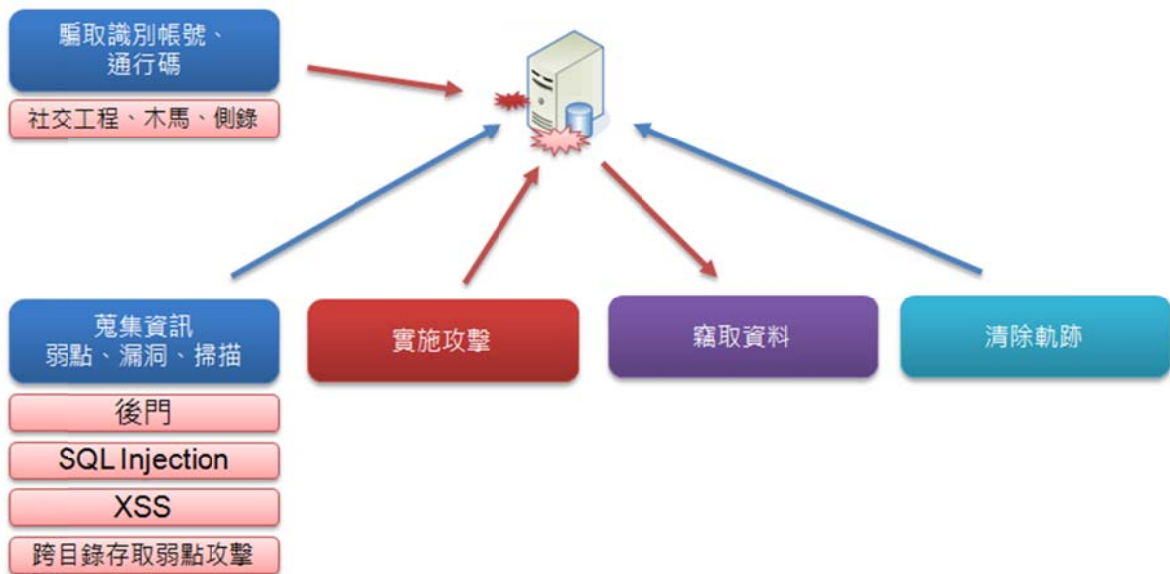 騙取識別帳號、
通行碼
社交工程、木馬、側錄
蒐集資訊
弱點、漏洞、掃描
後門
SQL Injection
XSS
跨目錄存取弱點攻擊
實施攻擊
竊取資料
清除軌跡